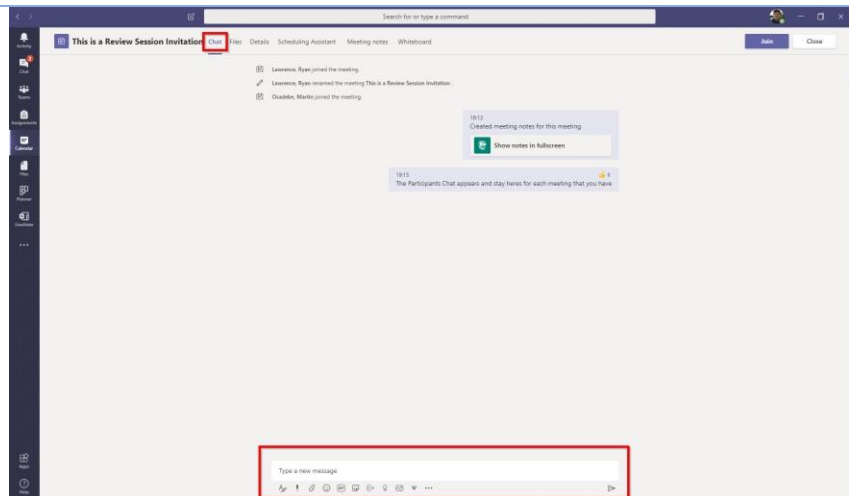 Search for or type a command
Activity
2
Chat
Teams
Assignments
Calendar
Files
Planner
OneNote
Apps
Help
This is a Review Session Invitation
Chat Files Details Scheduling Assistant Meeting notes Whiteboard
Join Close
Lawrence, Ryan joined the meeting.
Lawrence, Ryan renamed the meeting This is a Review Session Invitation.
Osadebe, Martin joined the meeting.
19:13
Created meeting notes for this meeting
Show notes in fullscreen
19:15
The Participants Chat appears and stay heres for each meeting that you have
Type a new message